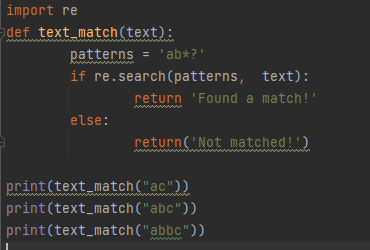 import re
def text_match(text):
        patterns = 'ab*?'
        if re.search(patterns,  text):
                return 'Found a match!'
        else:
                return('Not matched!')
print(text_match("ac"))
print(text_match("abc"))
print(text_match("abbc"))